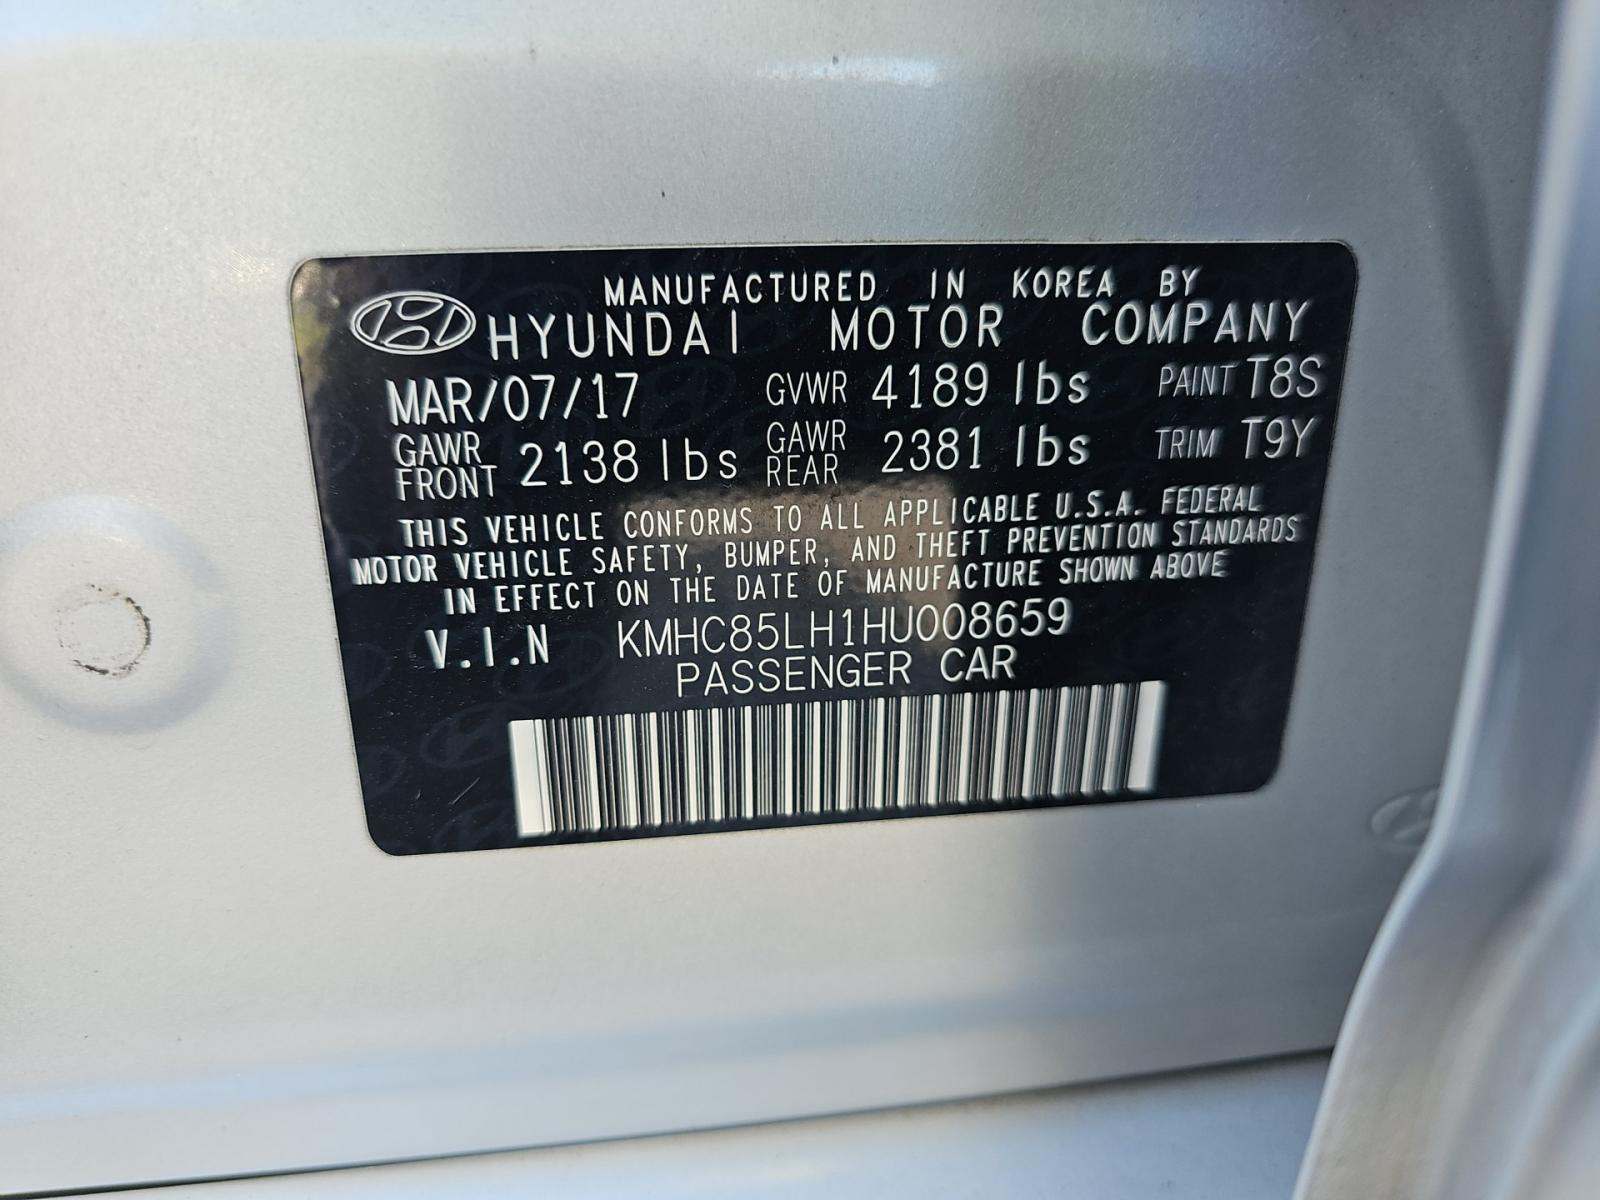 MANUFACTURED IN KOREA BY
HYUNDAI MOTOR COMPANY
MAR/07/17 GVWR 4189 lbs PAINT T8S
GAWR FRONT 2138 lbs GAWR REAR 2381 lbs TRIM T9Y
THIS VEHICLE CONFORMS TO ALL APPLICABLE U.S.A. FEDERAL
MOTOR VEHICLE SAFETY, BUMPER, AND THEFT PREVENTION STANDARDS
IN EFFECT ON THE DATE OF MANUFACTURE SHOWN ABOVE
V.I.N KMHC85LH1HU008659
PASSENGER CAR